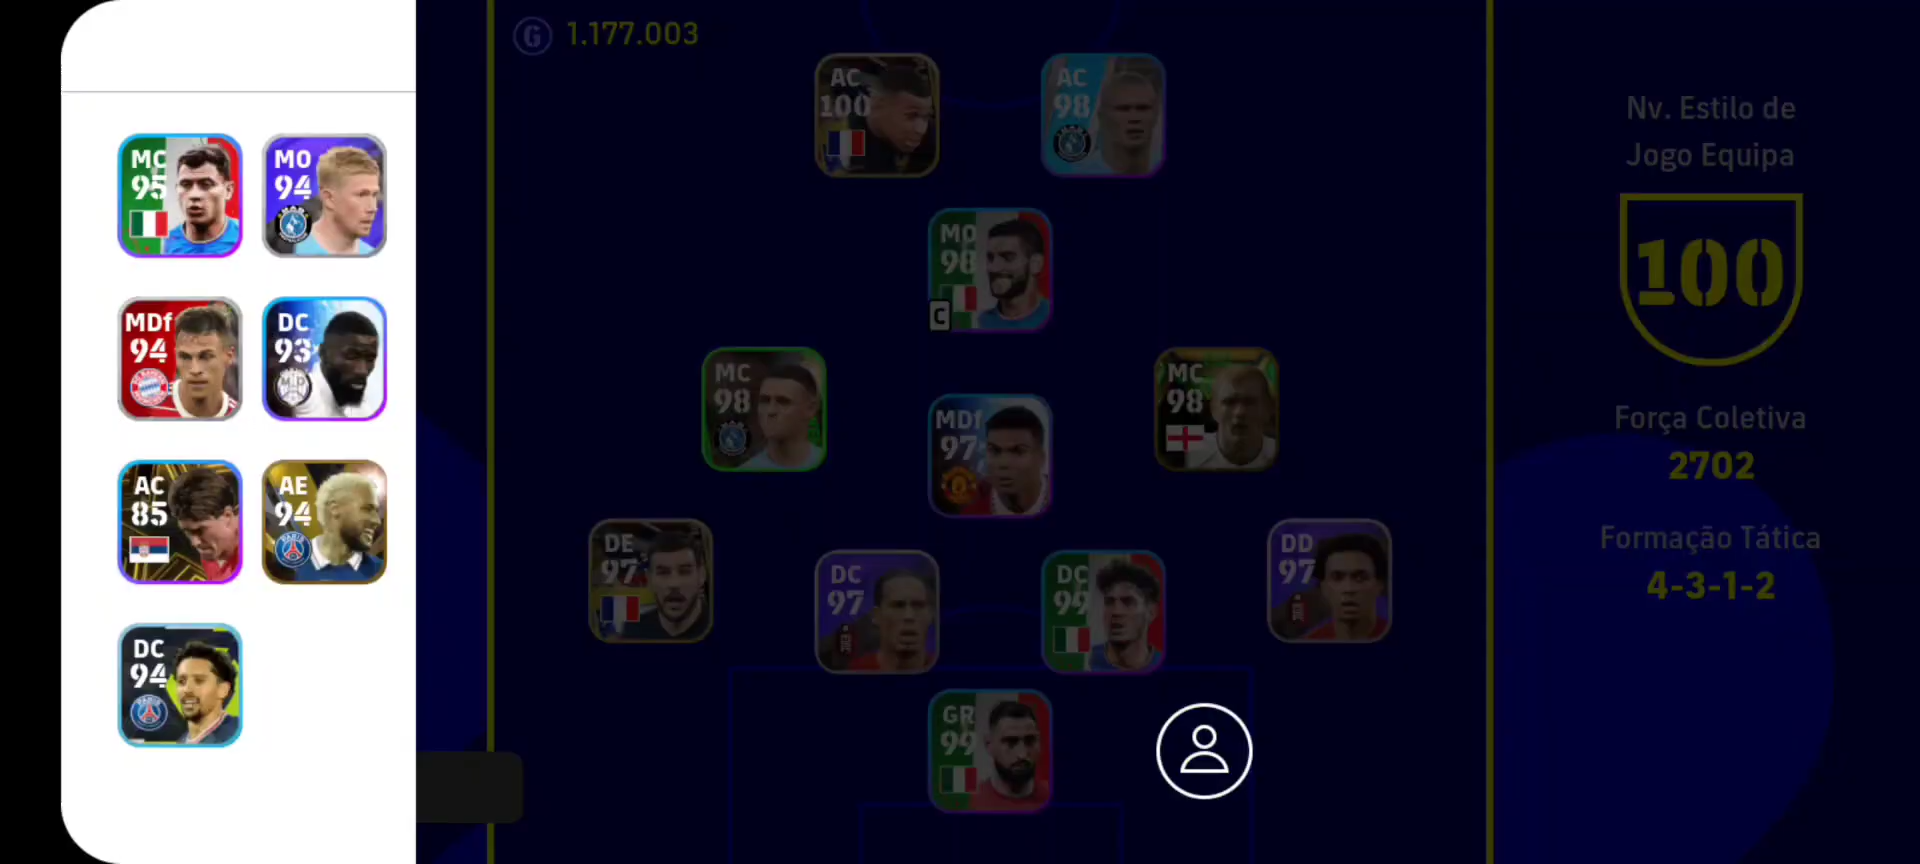 MC
95
MO
94
MDf
94
DC
93
AC
85
AE
94
DC
94
G 1.177.003
AC
100
AC
98
MO
98
C
MC
98
MDf
97
MC
98
DE
97
DC
97
DC
99
DD
97
GR
99
Nv. Estilo de
Jogo Equipa
100
Força Coletiva
2702
Formação Tática
4-3-1-2